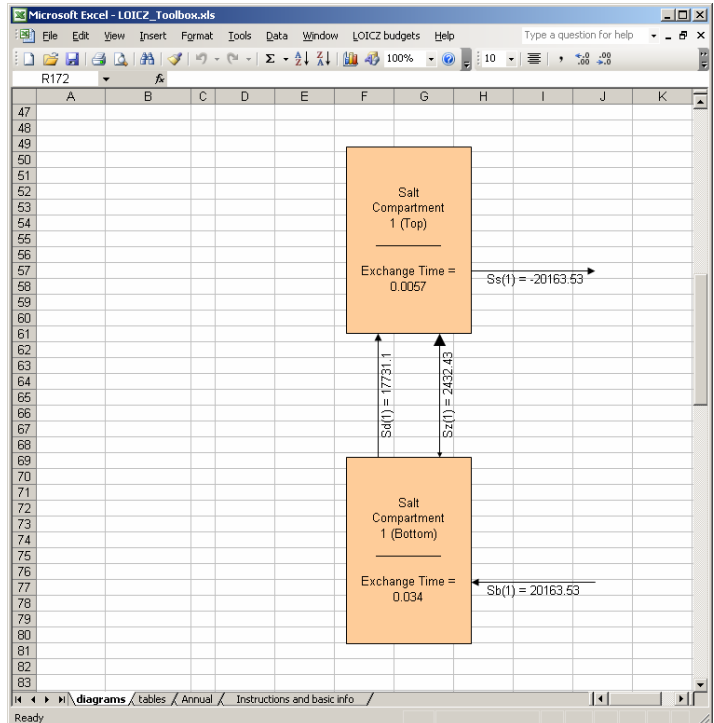 Microsoft Excel - LOICZ_Toolbox.xls
File Edit View Insert Format Tools Data Window LOICZ budgets Help Type a question for help
100% 10
R172 fx
A B C D E F G H I J K
47
48
49
50
51
52 Salt
53 Compartment
54 1 (Top)
55
56
57 Exchange Time =
58 0.0057 Ss(1) = -20163.53
59
60
61
62
63
64
65
66
67
68
Sd(1) = 17731.1
Sz(1) = 2432.43
69
70
71
72 Salt
73 Compartment
74 1 (Bottom)
75
76
77 Exchange Time =
78 0.034 Sb(1) = 20163.53
79
80
81
82
83
diagrams / tables / Annual / Instructions and basic info /
Ready